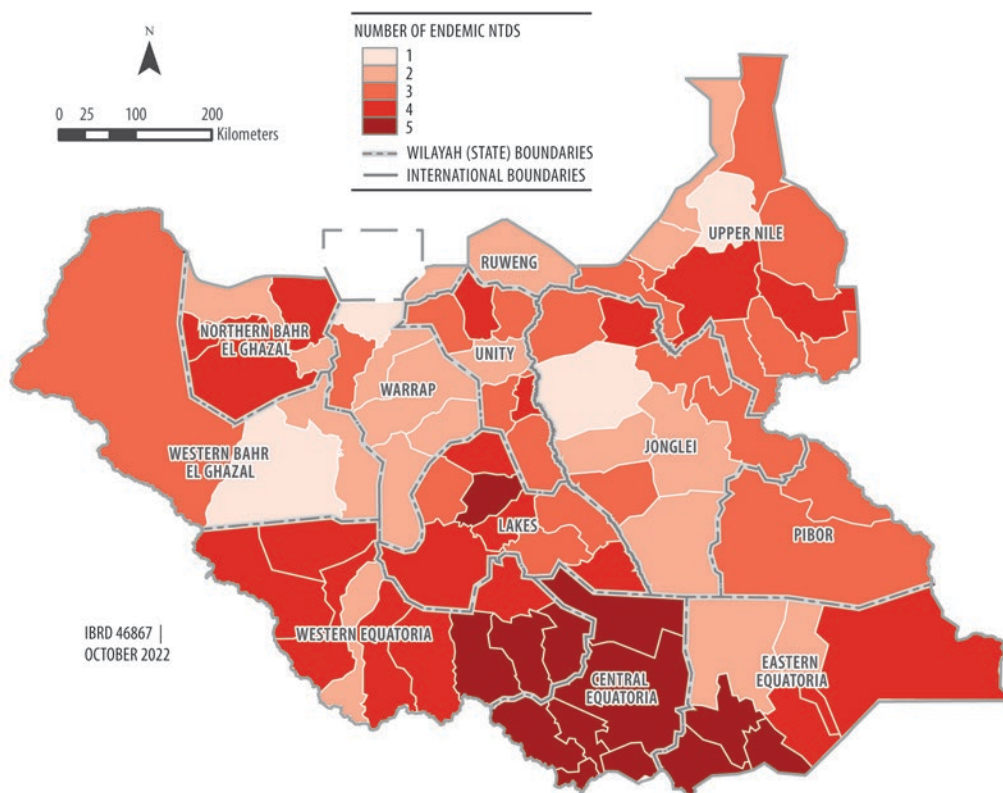 N
0 25 100 200
Kilometers
NUMBER OF ENDEMIC NTDS
1
2
3
4
5
WILAYAH (STATE) BOUNDARIES
INTERNATIONAL BOUNDARIES
UPPER NILE
RUWENG
NORTHERN BAHR
EL GHAZAL
UNITY
WARRAP
WESTERN BAHR
EL GHAZAL
JONGLEI
LAKES
PIBOR
WESTERN EQUATORIA
CENTRAL
EQUATORIA
EASTERN
EQUATORIA
IBRD 46867 |
OCTOBER 2022